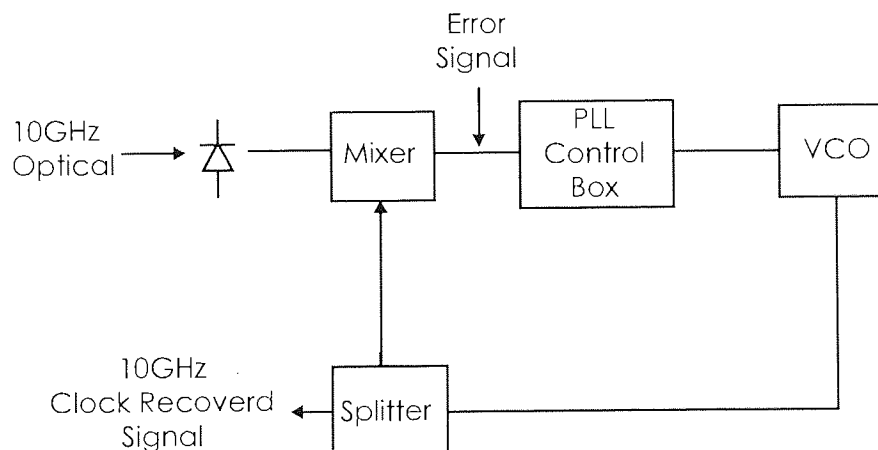 Error
Signal
10GHz
Optical
Mixer
PLL
Control
Box
VCO
10GHz
Clock Recoverd
Signal
Splitter